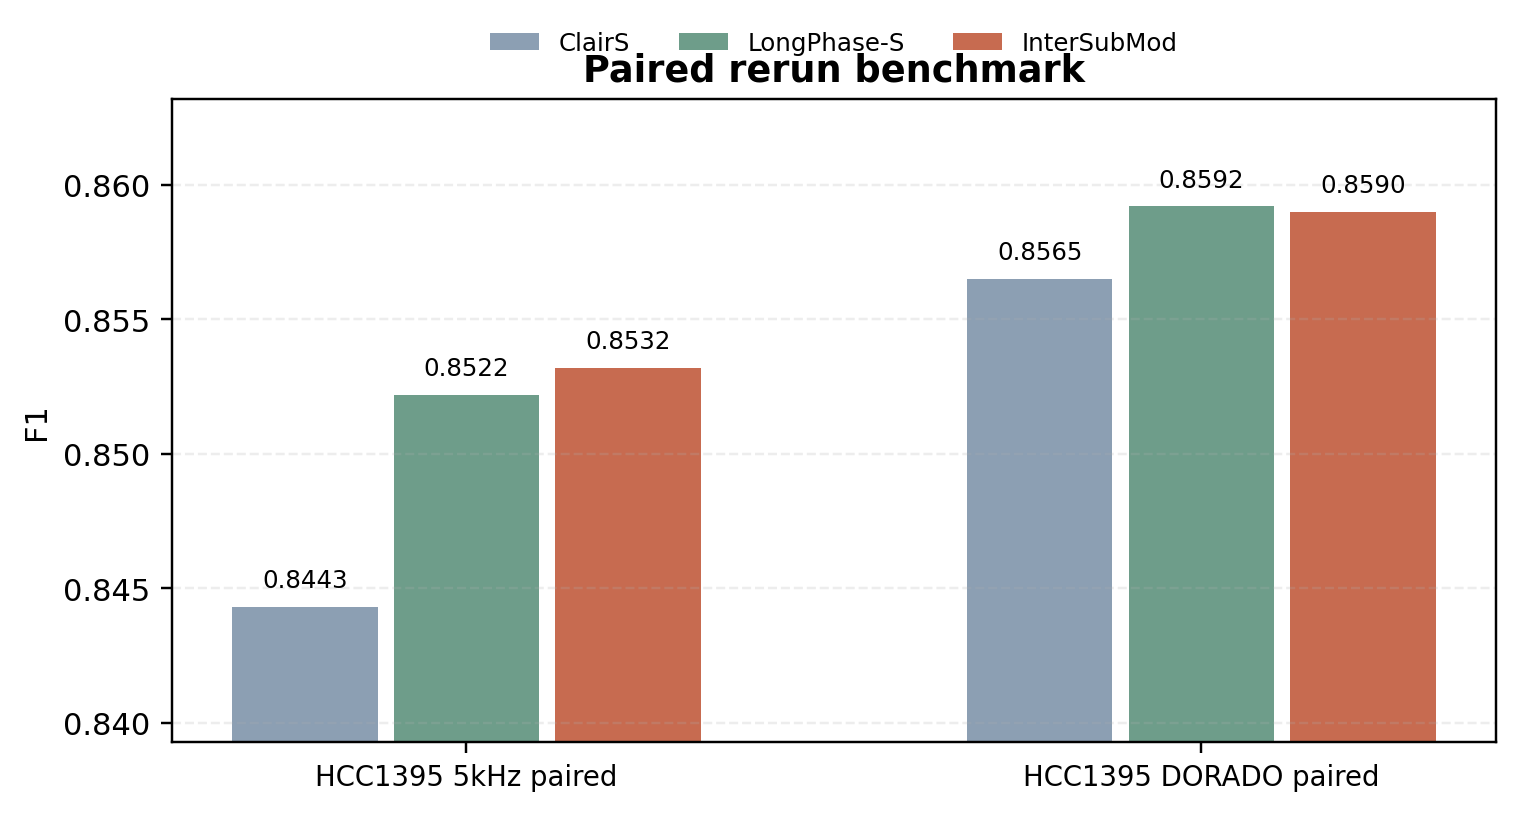 ClairS LongPhase-S InterSubMod
Paired rerun benchmark
0.860
0.855
0.850
0.845
0.840
F1
0.8443
0.8522
0.8532
0.8565
0.8592
0.8590
HCC1395 5kHz paired
HCC1395 DORADO paired